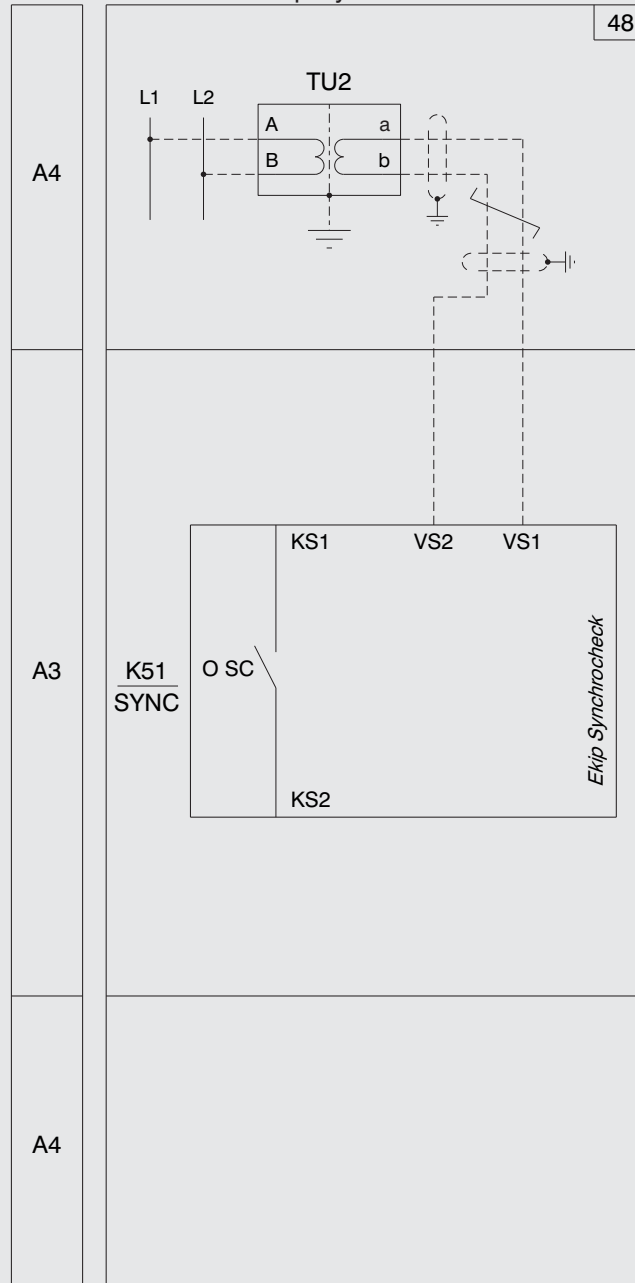 48
TU2
L1 L2
A a
B b
A4
KS1 VS2 VS1
A3
K51
SYNC
O SC
Ekip Synchrocheck
KS2
A4